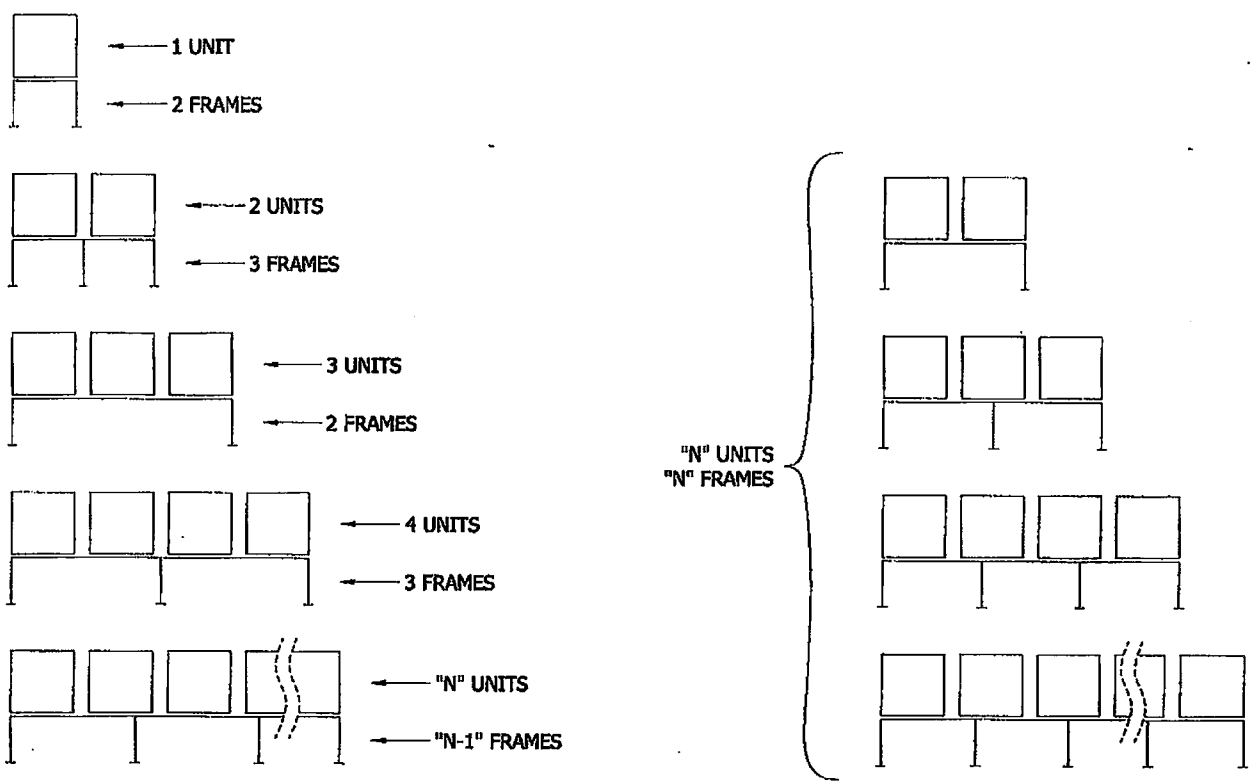 1 UNIT
2 FRAMES
2 UNITS
3 FRAMES
3 UNITS
2 FRAMES
4 UNITS
3 FRAMES
"N" UNITS
"N-1" FRAMES
"N" UNITS
"N" FRAMES